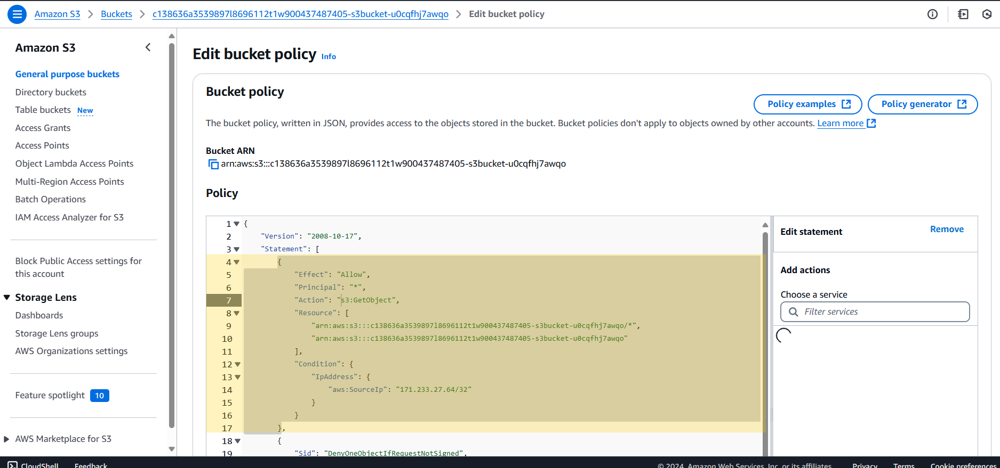 Amazon S3 > Buckets > c138636a3539897l8696112t1w900437487405-s3bucket-u0cqfhj7awqo > Edit bucket policy
Amazon S3
General purpose buckets
Directory buckets
Table buckets New
Access Grants
Access Points
Object Lambda Access Points
Multi-Region Access Points
Batch Operations
IAM Access Analyzer for S3
Block Public Access settings for
this account
Storage Lens
Dashboards
Storage Lens groups
AWS Organizations settings
Feature spotlight 10
AWS Marketplace for S3
Edit bucket policy Info
Bucket policy
Policy examples
Policy generator
The bucket policy, written in JSON, provides access to the objects stored in the bucket. Bucket policies don't apply to objects owned by other accounts. Learn more
Bucket ARN
arn:aws:s3:::c138636a3539897l8696112t1w900437487405-s3bucket-u0cqfhj7awqo
Policy
1 {
2 "Version": "2008-10-17",
3 "Statement": [
4 {
5 "Effect": "Allow",
6 "Principal": "*",
7 "Action": "s3:GetObject",
8 "Resource": [
9 "arn:aws:s3:::c138636a3539897l8696112t1w900437487405-s3bucket-u0cqfhj7awqo/*",
10 "arn:aws:s3:::c138636a3539897l8696112t1w900437487405-s3bucket-u0cqfhj7awqo"
11 ],
12 "Condition": {
13 "IpAddress": {
14 "aws:SourceIp": "171.233.27.64/32"
15 }
16 }
17 },
18 {
19 "Sid": "DenyOneObjectIfRequestNotSigned",
Edit statement
Remove
Add actions
Choose a service
Filter services
CloudShell Feedback
© 2024, Amazon Web Services, Inc. or its affiliates. Privacy Terms Cookie preferences